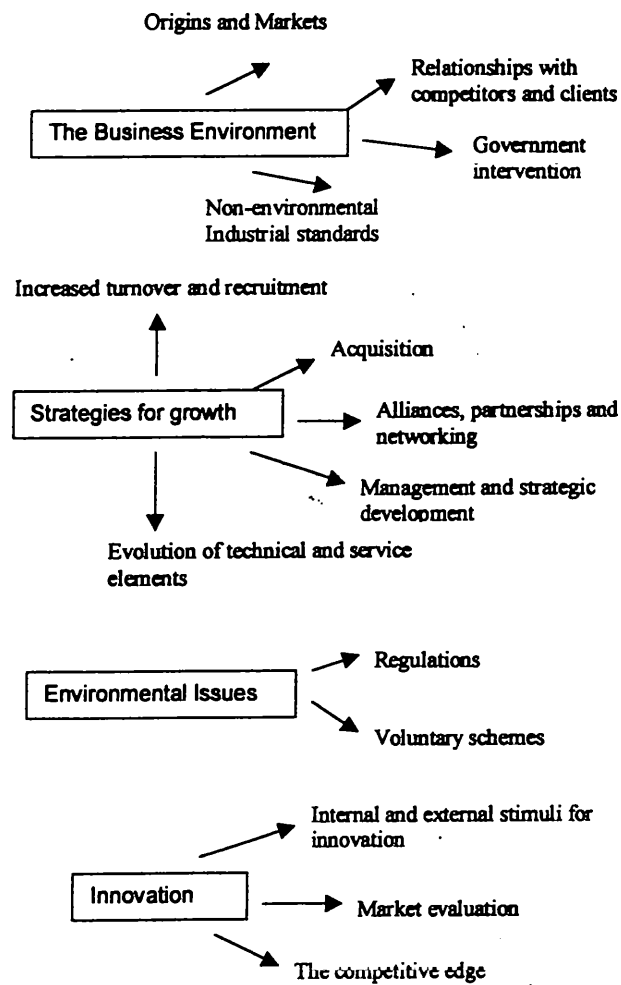 Origins and Markets
Relationships with
competitors and clients
The Business Environment
Government
intervention
Non-environmental
Industrial standards
Increased turnover and recruitment
Acquisition
Strategies for growth
Alliances, partnerships and
networking
Management and strategic
development
Evolution of technical and service
elements
Regulations
Environmental Issues
Voluntary schemes
Internal and external stimuli for
innovation
Innovation
Market evaluation
The competitive edge